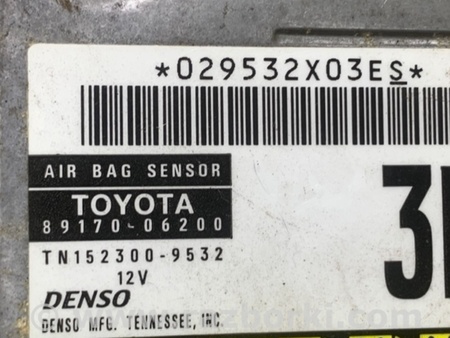 *029532X03ES*
AIR BAG SENSOR
TOYOTA
89170-06200
TN152300-9532
12V
DENSO
DENSO MFG. TENNESSEE, INC.